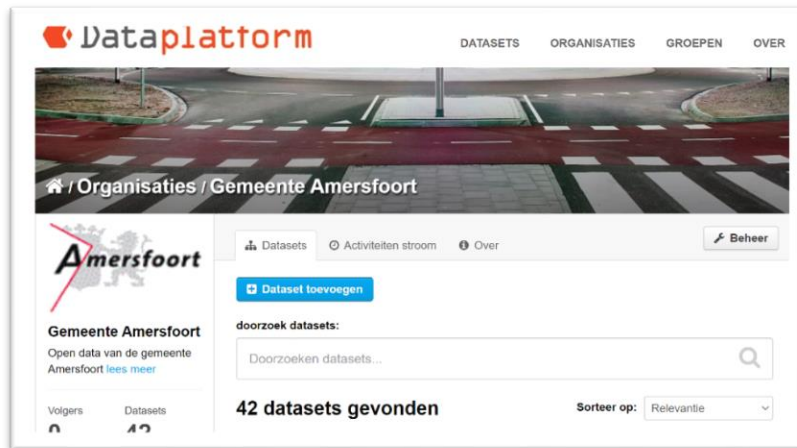 Dataplatform
DATASETS ORGANISATIES GROEPEN OVER
/ Organisaties / Gemeente Amersfoort
Amersfoort
Datasets Activiteiten stroom Over Beheer
Dataset toevoegen
Gemeente Amersfoort
Open data van de gemeente
Amersfoort lees meer
Volgers Datasets
0 42
doorzoek datasets:
Doorzoeken datasets...
42 datasets gevonden Sorteer op: Relevantie